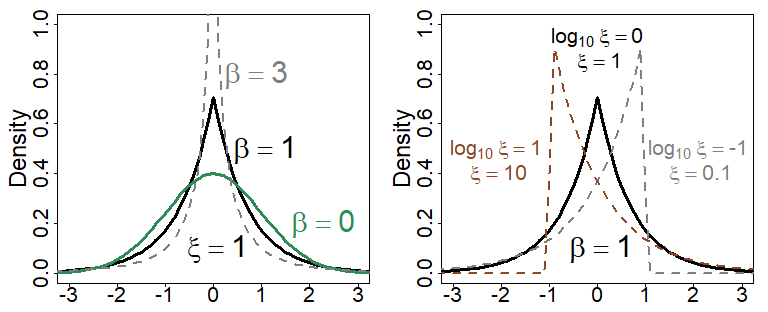 Density
0.0 0.2 0.4 0.6 0.8 1.0
β = 3
β = 1
β = 0
ξ = 1
-3 -2 -1 0 1 2 3
Density
0.0 0.2 0.4 0.6 0.8 1.0
log₁₀ ξ = 0
ξ = 1
log₁₀ ξ = 1
ξ = 10
log₁₀ ξ = -1
ξ = 0.1
β = 1
-3 -2 -1 0 1 2 3